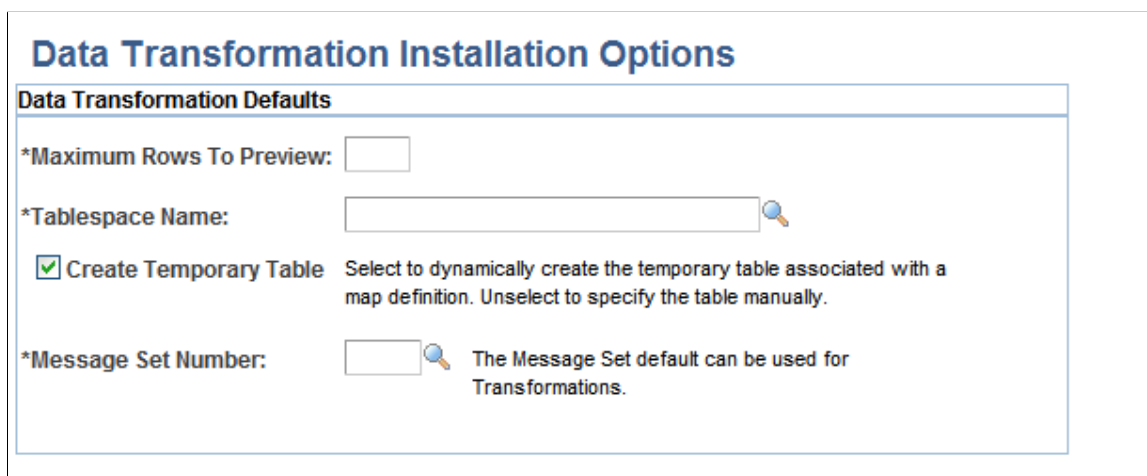 Data Transformation Installation Options
Data Transformation Defaults
*Maximum Rows To Preview:
*Tablespace Name:
Create Temporary Table Select to dynamically create the temporary table associated with a
map definition. Unselect to specify the table manually.
*Message Set Number: The Message Set default can be used for
Transformations.